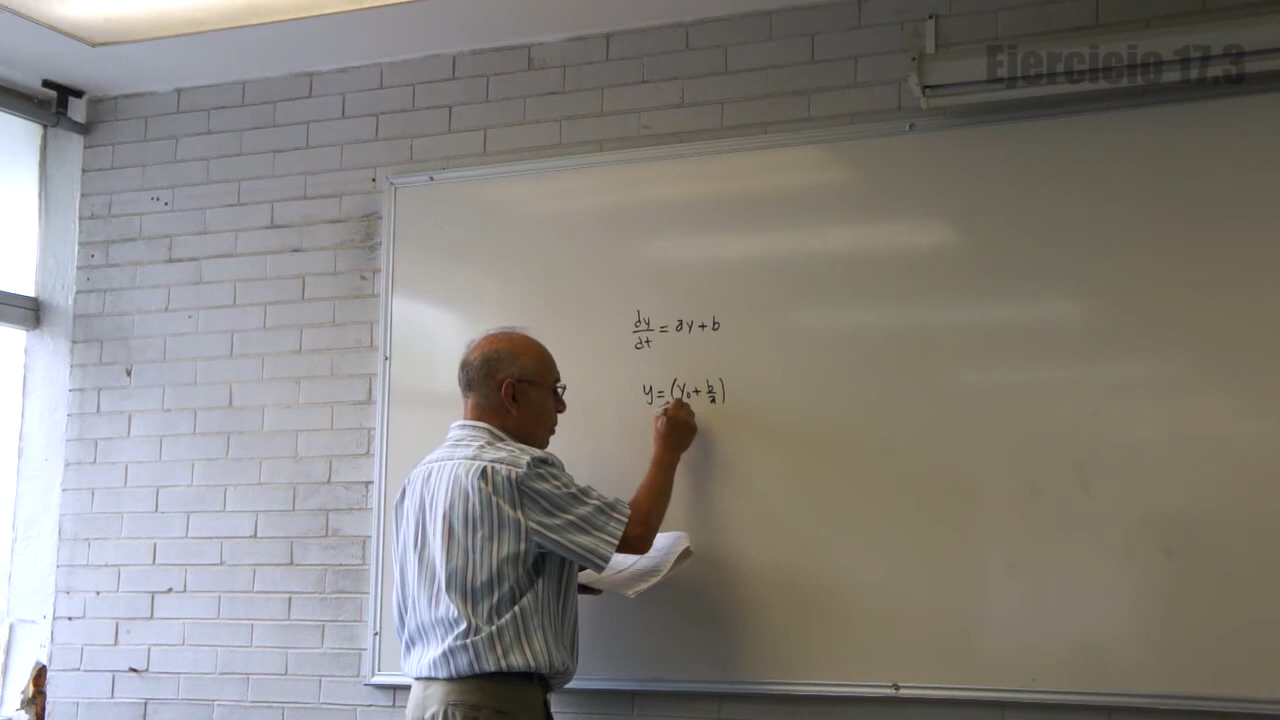 Ejercicio 17.3
dy/dt = ay + b
y = (y₀ + b/a)